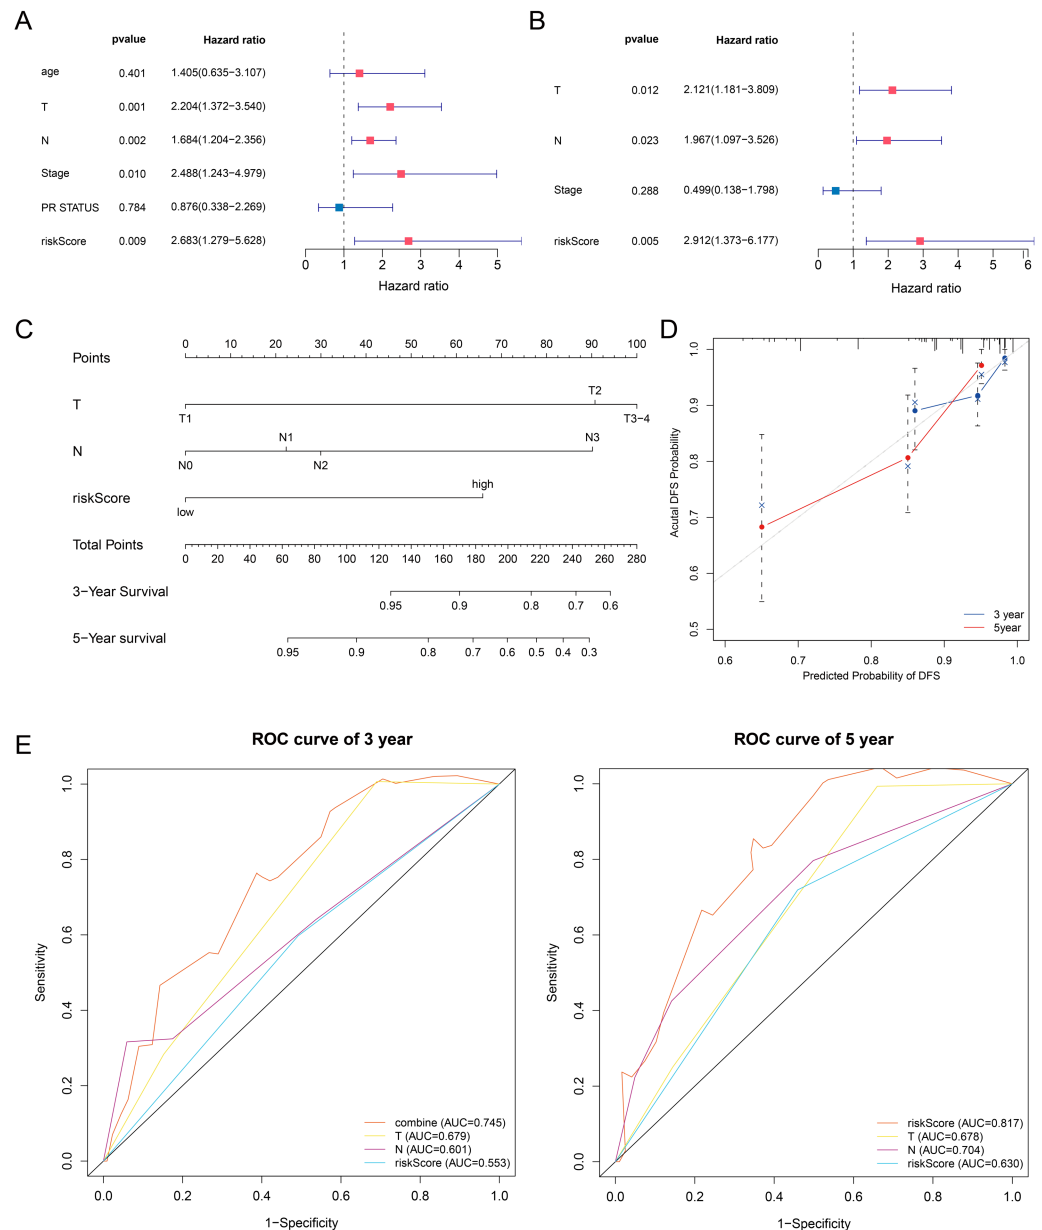 A
pvalue Hazard ratio
age 0.401 1.405(0.635−3.107)
T 0.001 2.204(1.372−3.540)
N 0.002 1.684(1.204−2.356)
Stage 0.010 2.488(1.243−4.979)
PR STATUS 0.784 0.876(0.338−2.269)
riskScore 0.009 2.683(1.279−5.628)
0 1 2 3 4 5
Hazard ratio
B
pvalue Hazard ratio
T 0.012 2.121(1.181−3.809)
N 0.023 1.967(1.097−3.526)
Stage 0.288 0.499(0.138−1.798)
riskScore 0.005 2.912(1.373−6.177)
0 1 2 3 4 5 6
Hazard ratio
C
0 10 20 30 40 50 60 70 80 90 100
Points
T2
T
T1 T3−4
N1 N3
N
N0 N2
high
riskScore
low
Total Points
0 20 40 60 80 100 120 140 160 180 200 220 240 260 280
3−Year Survival
0.95 0.9 0.8 0.7 0.6
5−Year survival
0.95 0.9 0.8 0.7 0.6 0.5 0.4 0.3
D
Acutal DFS Probability
1.0
0.9
0.8
0.7
0.6
0.5
3 year
5year
0.6 0.7 0.8 0.9 1.0
Predicted Probability of DFS
E
ROC curve of 3 year
Sensitivity
1.0
0.8
0.6
0.4
0.2
0.0
combine (AUC=0.745)
T (AUC=0.679)
N (AUC=0.601)
riskScore (AUC=0.553)
0.0 0.2 0.4 0.6 0.8 1.0
1−Specificity
ROC curve of 5 year
Sensitivity
1.0
0.8
0.6
0.4
0.2
0.0
riskScore (AUC=0.817)
T (AUC=0.678)
N (AUC=0.704)
riskScore (AUC=0.630)
0.0 0.2 0.4 0.6 0.8 1.0
1−Specificity